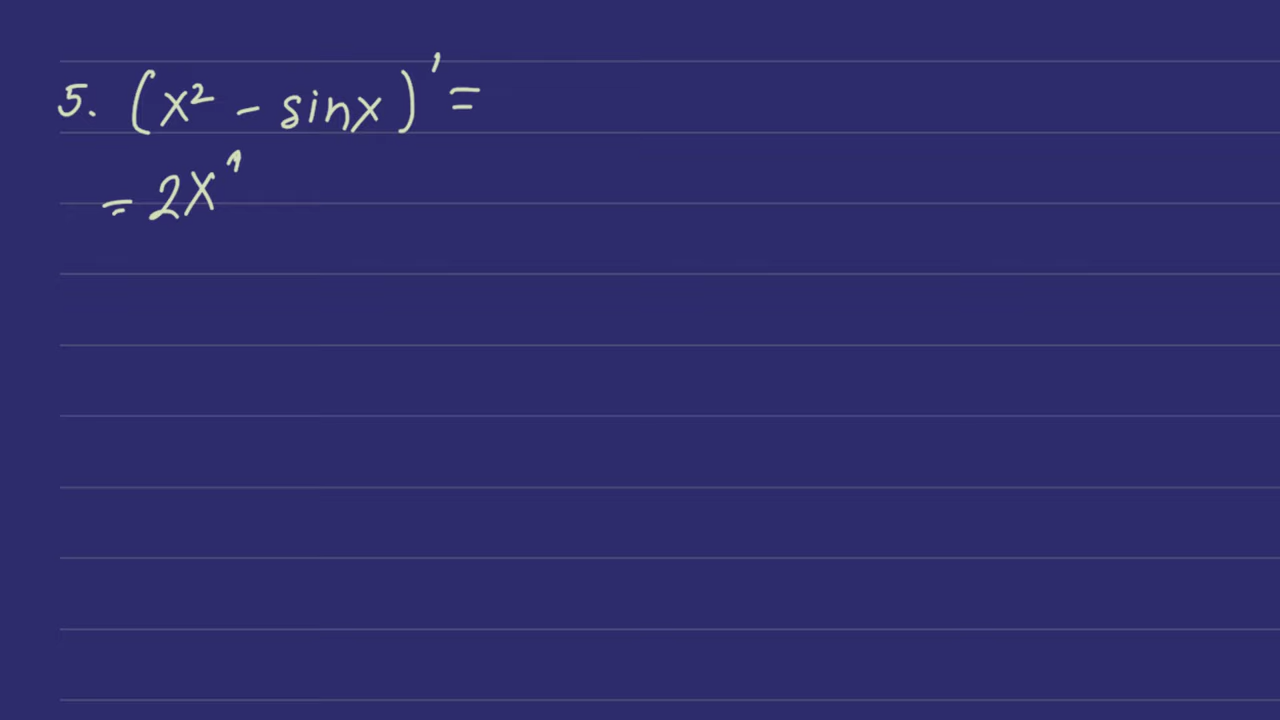 5. (x² - sinx)' =
= 2x¹